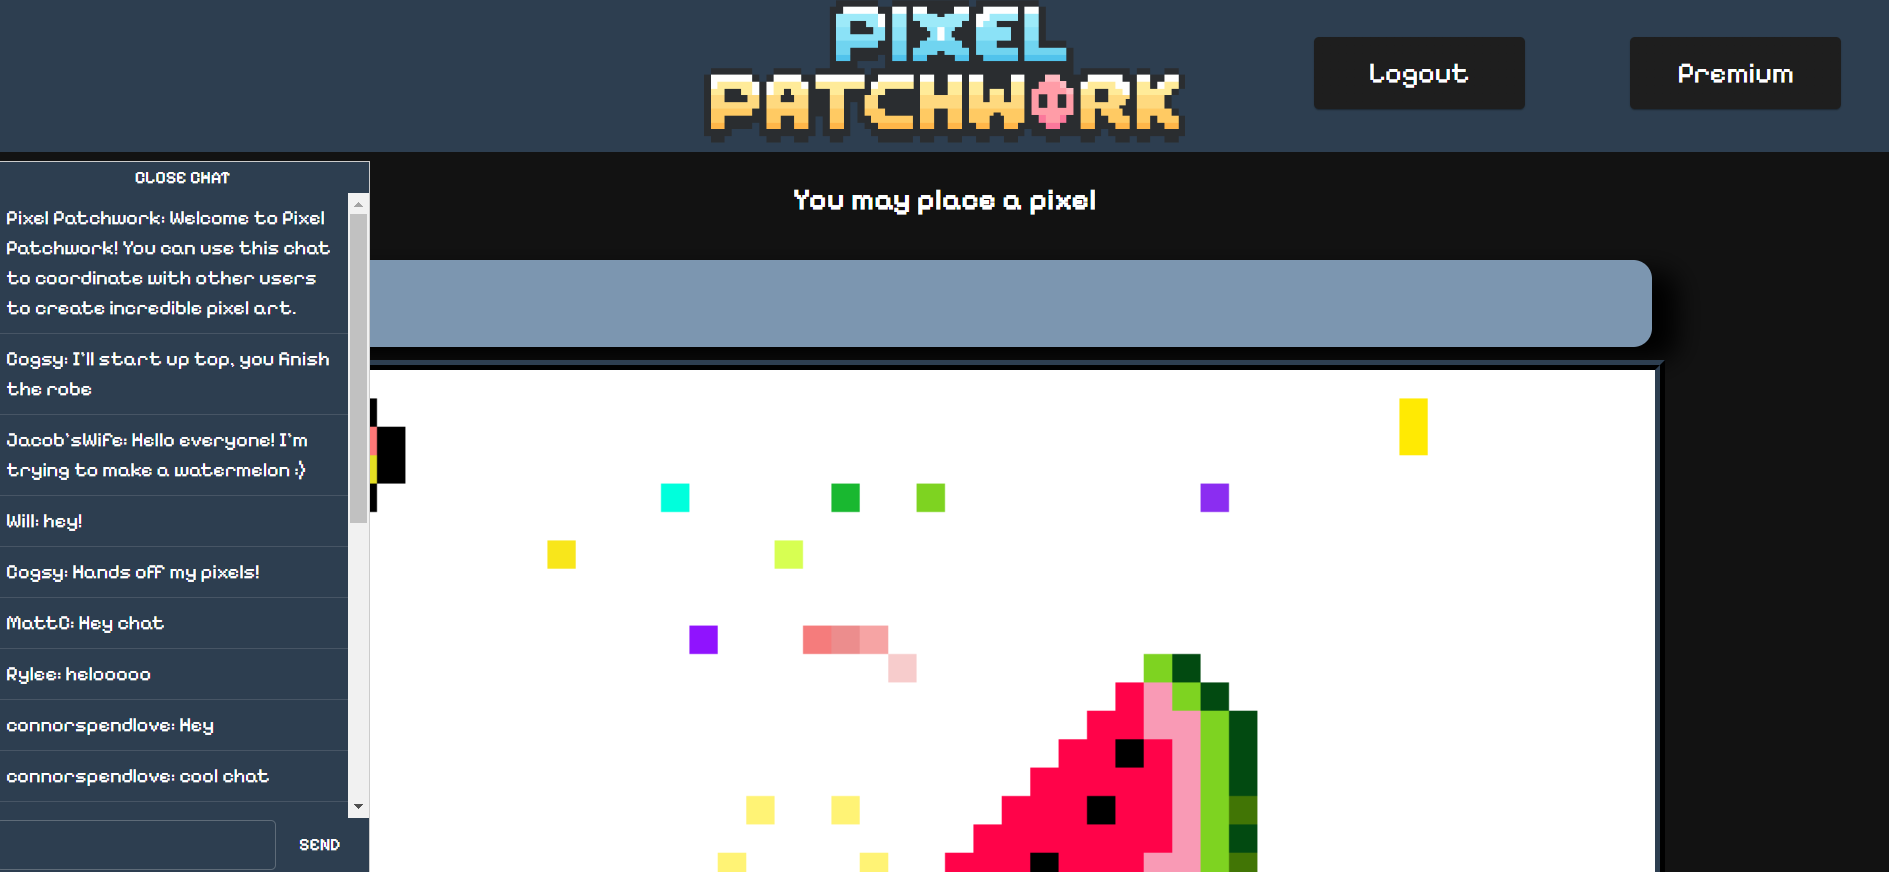 PIXEL
PATCHWORK
Logout
Premium
CLOSE CHAT
You may place a pixel
Pixel Patchwork: Welcome to Pixel
Patchwork! You can use this chat
to coordinate with other users
to create incredible pixel art.
Cogsy: I'll start up top, you finish
the robe
Jacob'sWife: Hello everyone! I'm
trying to make a watermelon :)
Will: hey!
Cogsy: Hands off my pixels!
MattC: Hey chat
Rylee: helooooo
connorspendlove: Hey
connorspendlove: cool chat
SEND